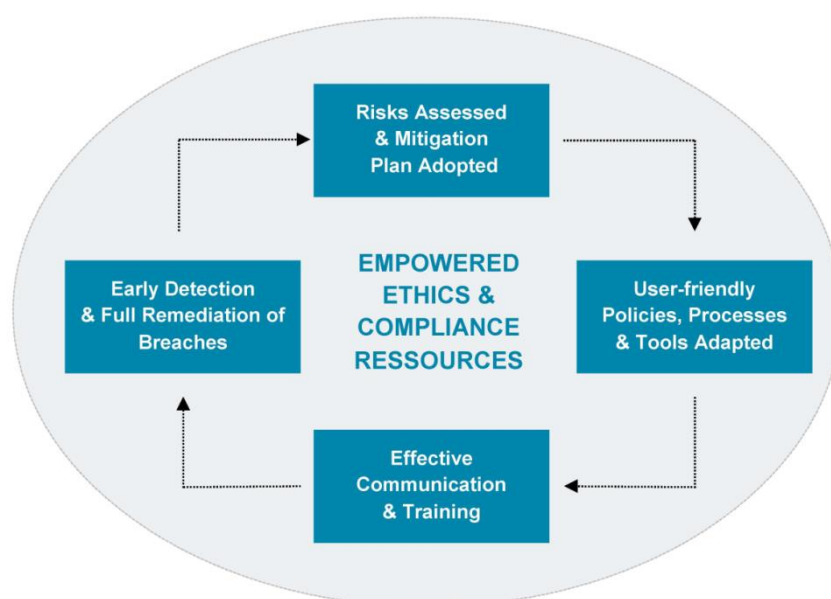 Risks Assessed
& Mitigation
Plan Adopted
EMPOWERED
ETHICS &
COMPLIANCE
RESSOURCES
Early Detection
& Full Remediation of
Breaches
User-friendly
Policies, Processes
& Tools Adapted
Effective
Communication
& Training